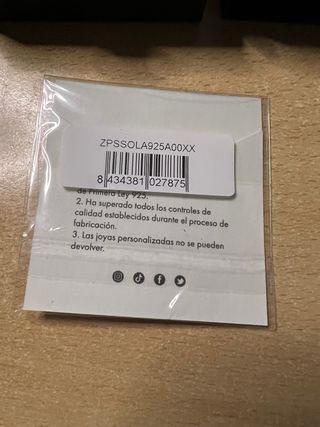 ZPSSOLA925A00XX
8 434381 027875
de Primera Ley 925.
2. Ha superado todos los controles de
calidad establecidos durante el proceso de
fabricación.
3. Las joyas personalizadas no se pueden
devolver.